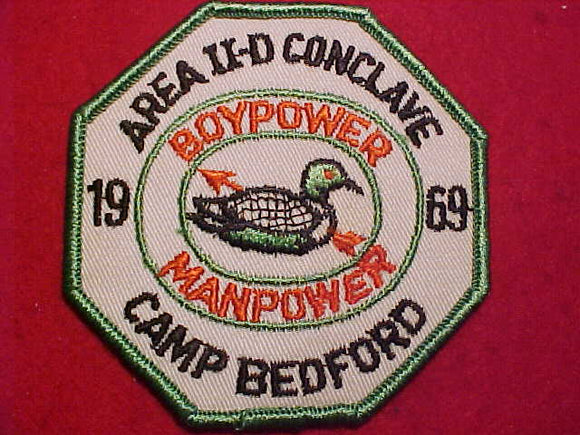 AREA II-D CONCLAVE
BOYPOWER
19 69
MANPOWER
CAMP BEDFORD